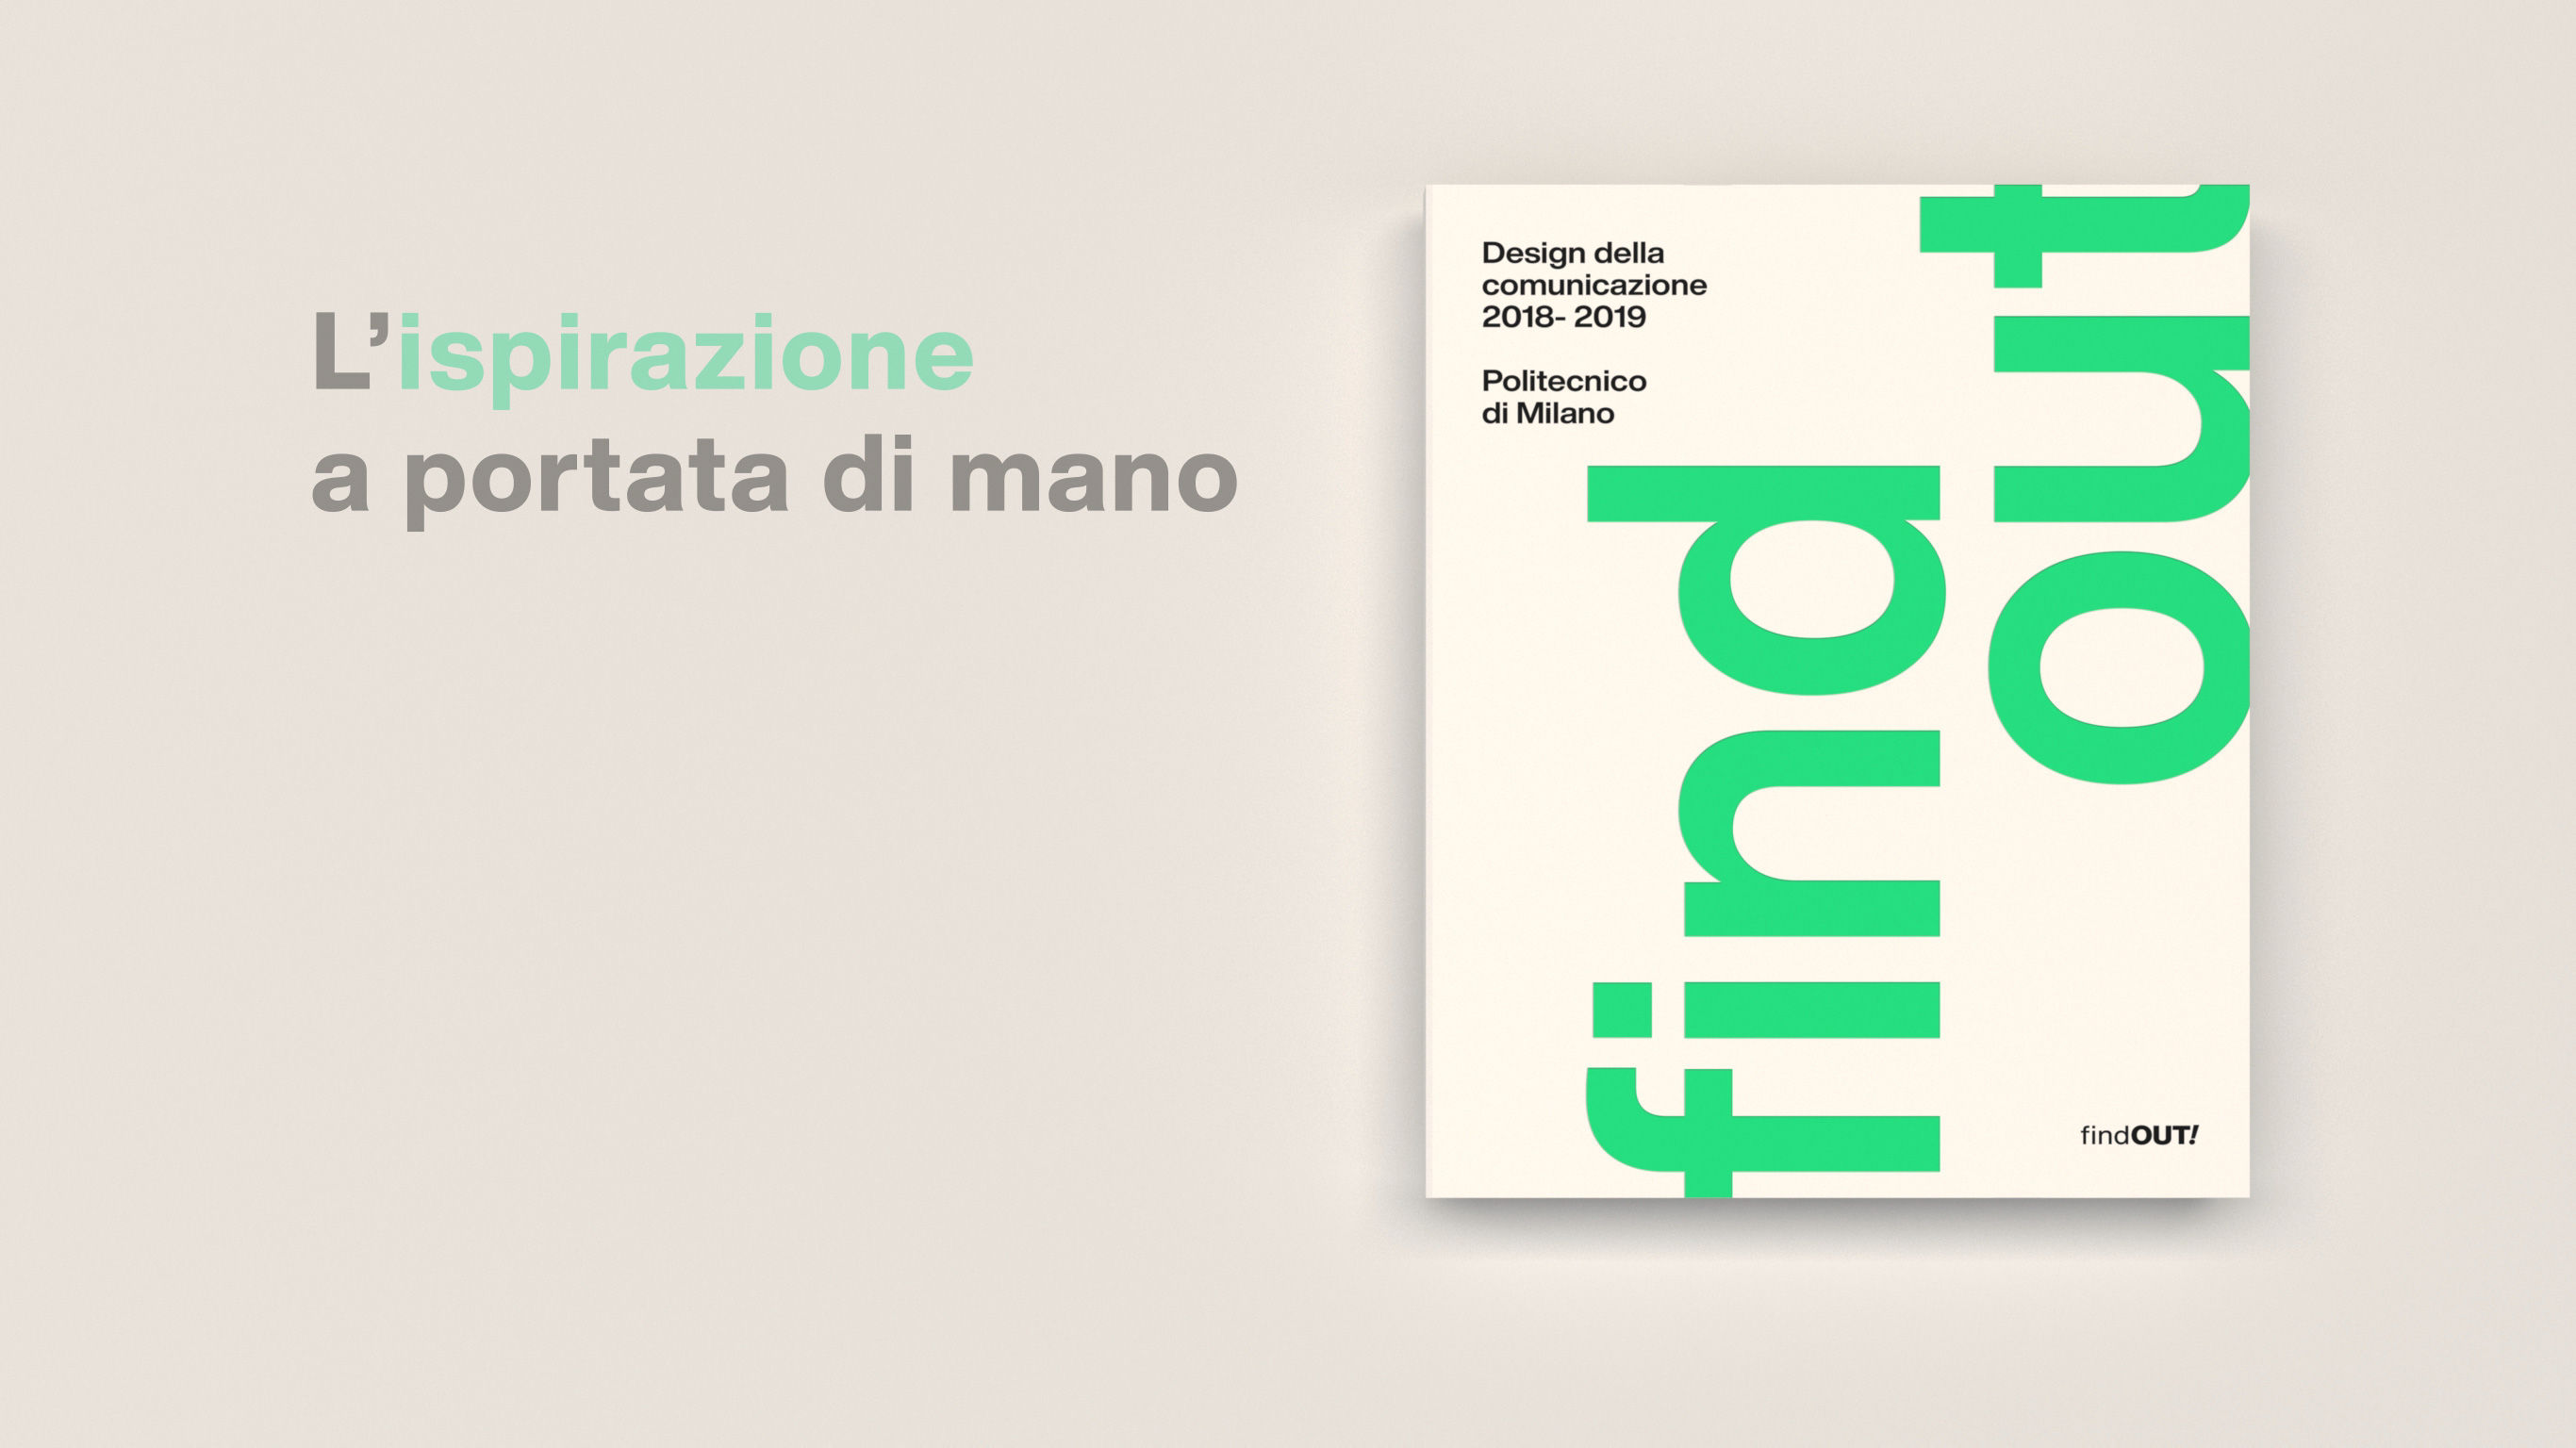 L’ispirazione
a portata di mano
Design della
comunicazione
2018- 2019
Politecnico
di Milano
find
out
findOUT!